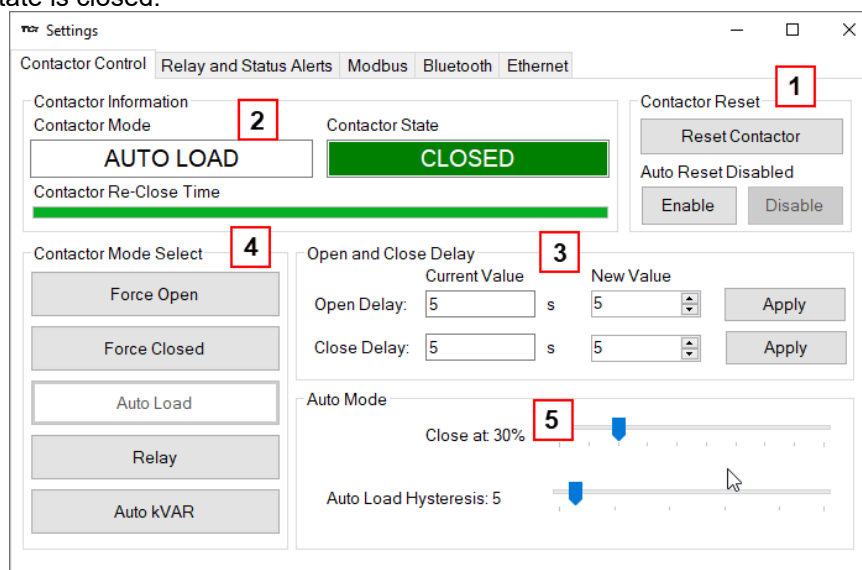 tate is closed.
TCI Settings
Contactor Control Relay and Status Alerts Modbus Bluetooth Ethernet
Contactor Information
Contactor Mode 2 Contactor State
AUTO LOAD CLOSED
Contactor Re-Close Time
Contactor Reset 1
Reset Contactor
Auto Reset Disabled
Enable Disable
Contactor Mode Select 4
Force Open
Force Closed
Auto Load
Relay
Auto kVAR
Open and Close Delay 3
Current Value New Value
Open Delay: 5 s 5 Apply
Close Delay: 5 s 5 Apply
Auto Mode
Close at: 30% 5
Auto Load Hysteresis: 5